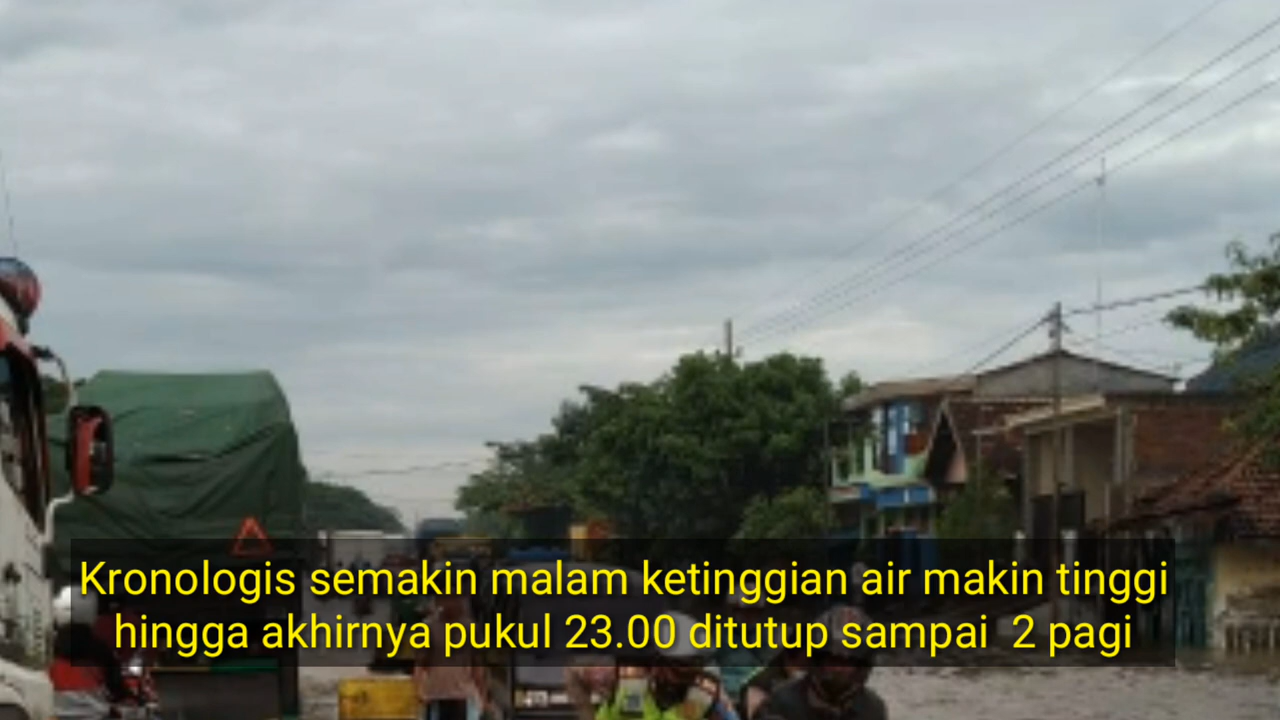 Kronologis semakin malam ketinggian air makin tinggi
hingga akhirnya pukul 23.00 ditutup sampai  2 pagi